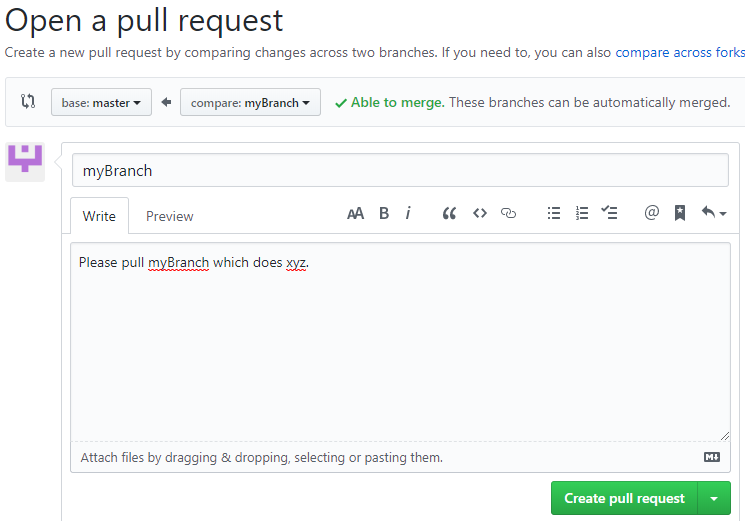 Open a pull request
Create a new pull request by comparing changes across two branches. If you need to, you can also compare across forks
base: master compare: myBranch Able to merge. These branches can be automatically merged.
myBranch
Write Preview AA B i @
Please pull myBranch which does xyz.
Attach files by dragging & dropping, selecting or pasting them.
Create pull request